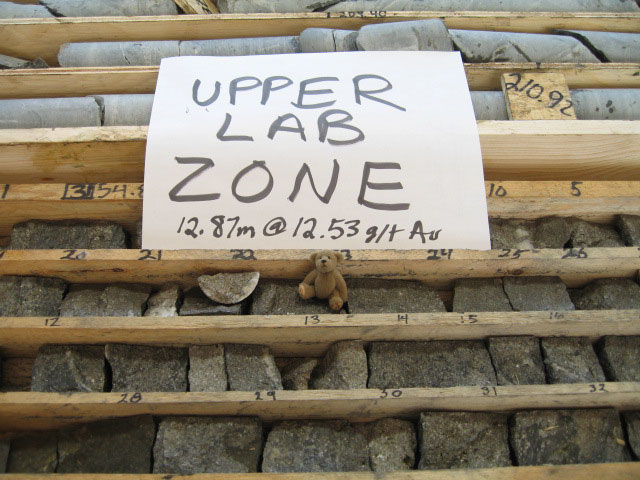 UPPER
LAB
ZONE
12.87m @ 12.53 g/t Au
210.92
10 5
20 21 22 23 24 25 26
12 13 14 15 16
28 29 30 31 32